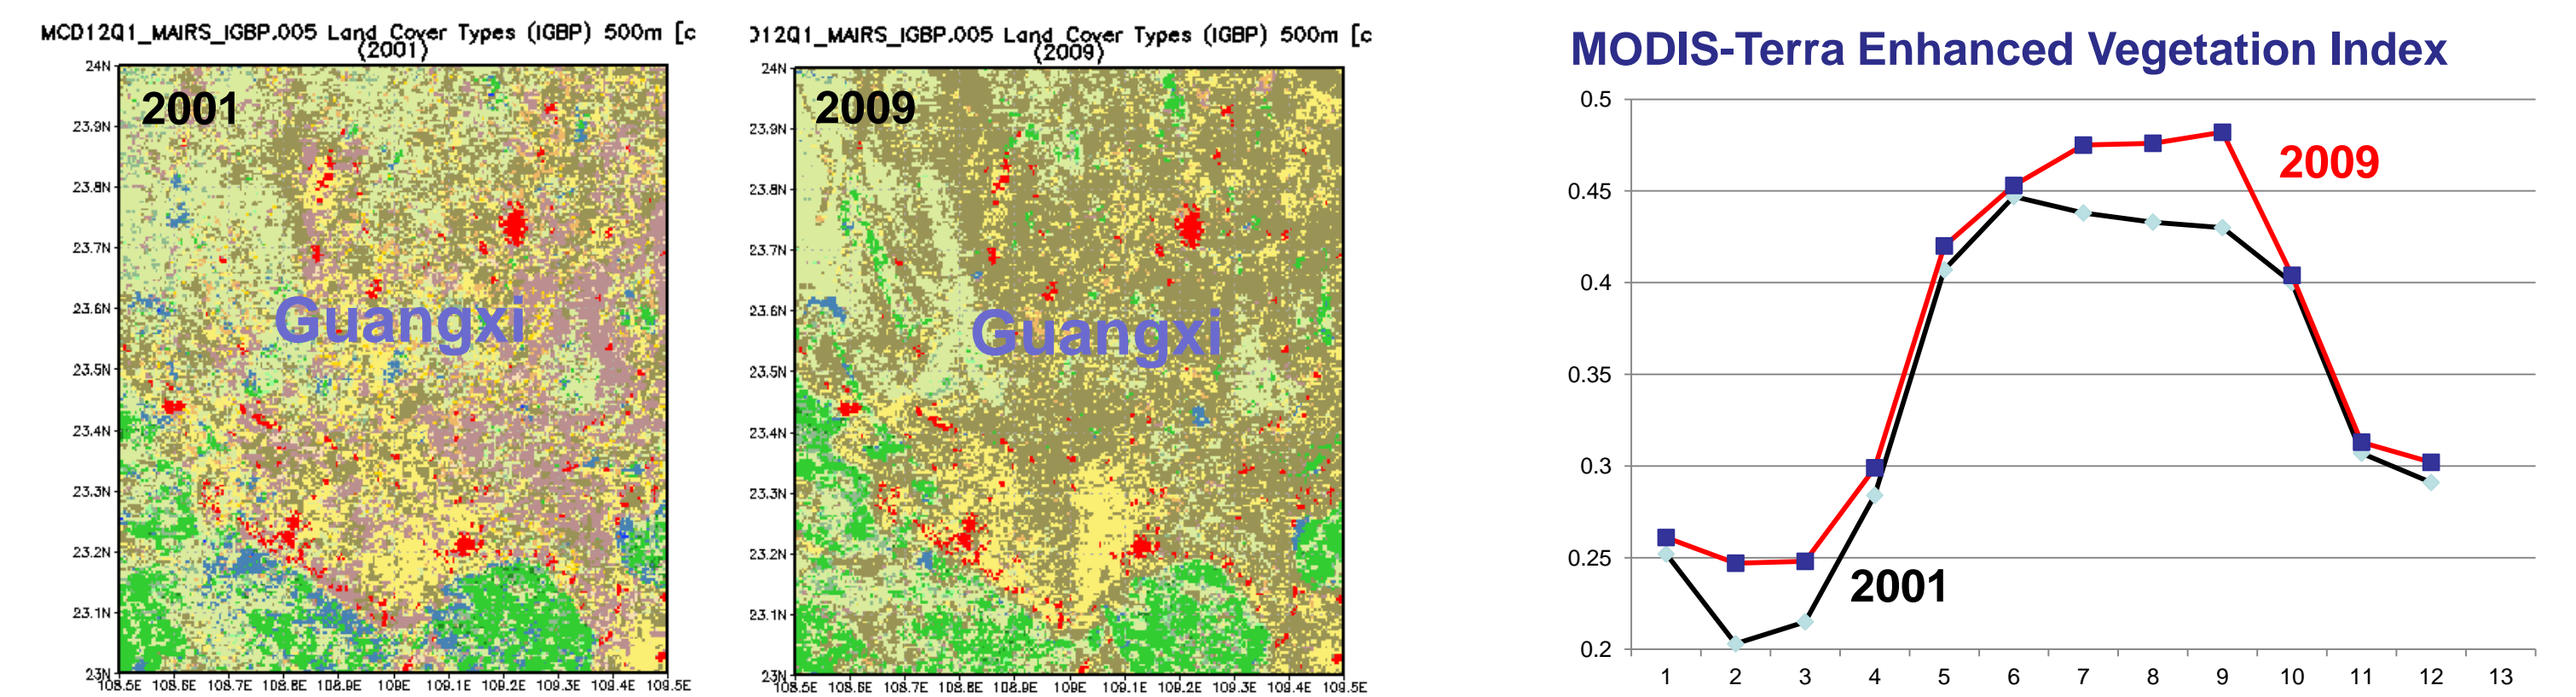 MCD12Q1_MAIRS_IGBP.005 Land Cover Types (IGBP) 500m [c
(2001)
24N
23.9N
23.8N
23.7N
23.6N
23.5N
23.4N
23.3N
23.2N
23.1N
23N
108.5E 108.6E 108.7E 108.8E 108.9E 109E 109.1E 109.2E 109.3E 109.4E 109.5E
2001
Guangxi
D12Q1_MAIRS_IGBP.005 Land Cover Types (IGBP) 500m [c
(2009)
24N
23.9N
23.8N
23.7N
23.6N
23.5N
23.4N
23.3N
23.2N
23.1N
23N
108.5E 108.6E 108.7E 108.8E 108.9E 109E 109.1E 109.2E 109.3E 109.4E 109.5E
2009
Guangxi
MODIS-Terra Enhanced Vegetation Index
0.5
0.45
0.4
0.35
0.3
0.25
0.2
1 2 3 4 5 6 7 8 9 10 11 12 13
2009
2001